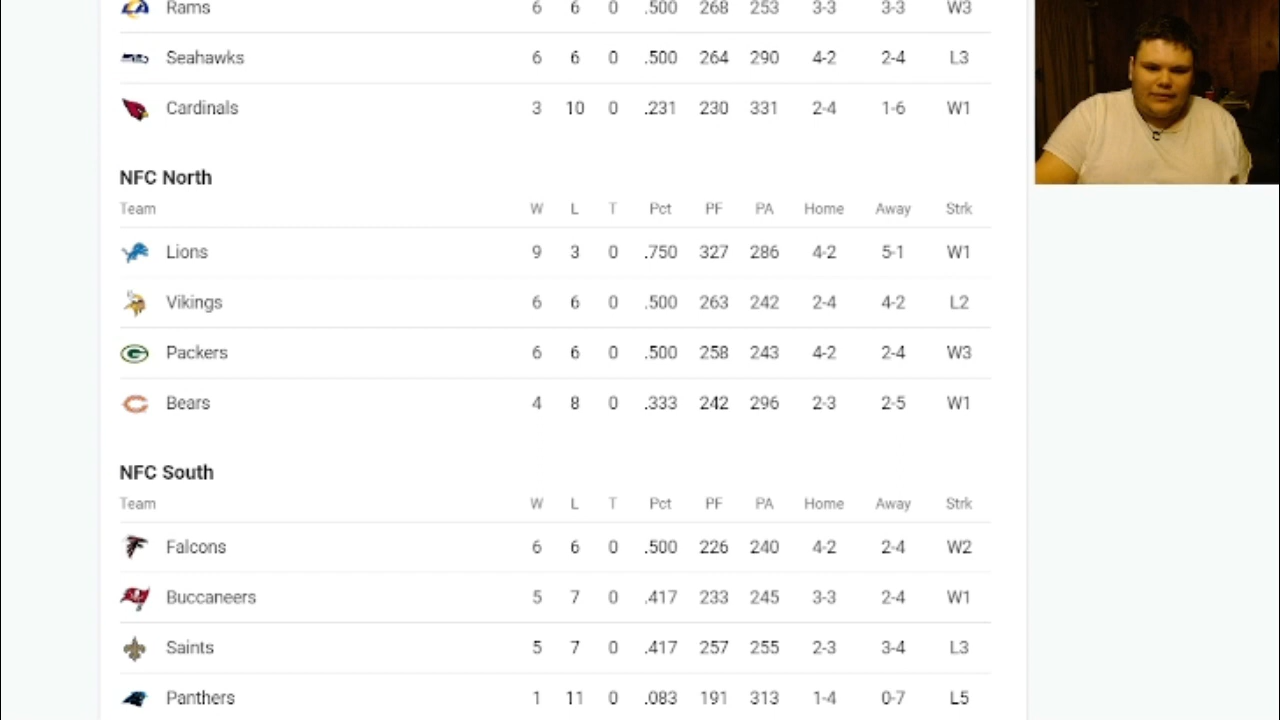 Rams 6 6 0 .500 268 253 3-3 3-3 W3
Seahawks 6 6 0 .500 264 290 4-2 2-4 L3
Cardinals 3 10 0 .231 230 331 2-4 1-6 W1
NFC North
Team W L T Pct PF PA Home Away Strk
Lions 9 3 0 .750 327 286 4-2 5-1 W1
Vikings 6 6 0 .500 263 242 2-4 4-2 L2
Packers 6 6 0 .500 258 243 4-2 2-4 W3
Bears 4 8 0 .333 242 296 2-3 2-5 W1
NFC South
Team W L T Pct PF PA Home Away Strk
Falcons 6 6 0 .500 226 240 4-2 2-4 W2
Buccaneers 5 7 0 .417 233 245 3-3 2-4 W1
Saints 5 7 0 .417 257 255 2-3 3-4 L3
Panthers 1 11 0 .083 191 313 1-4 0-7 L5